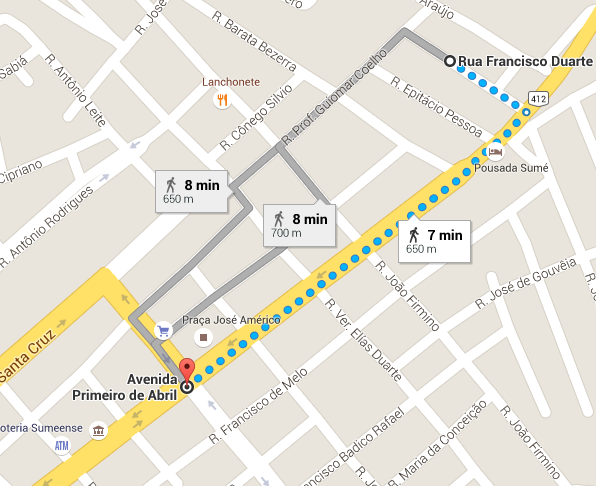 Araújo
R. José
R. Barata Bezerra
Rua Francisco Duarte
Sabiá
R. Antônio Leite
Lanchonete
R. Prof. Guiomar Coelho
R. Epitácio Pessoa
412
R. Cônego Sílvio
Cipriano
Pousada Sumé
8 min
650 m
R. Antônio Rodrigues
8 min
700 m
7 min
650 m
R. João Firmino
R. José de Gouvêia
Santa Cruz
Praça José Américo
R. Ver. Elias Duarte
Avenida
Primeiro de Abril
R. Francisco de Melo
oteria Sumeense
ATM
ancisco Badico Rafael
R. Maria da Conceição
R. João Firmino